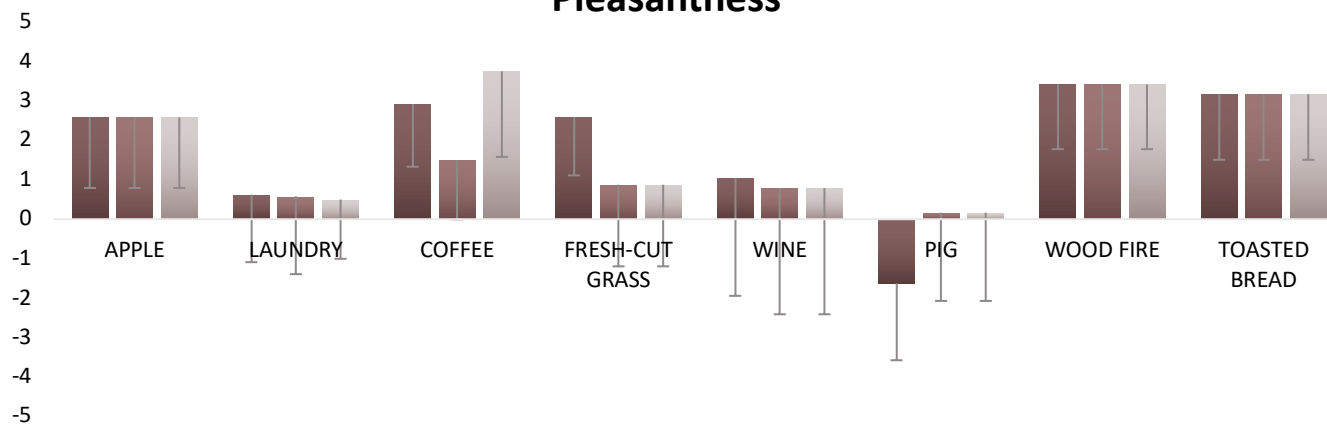 Pleasantness
5
4
3
2
1
0
-1
-2
-3
-4
-5
APPLE
LAUNDRY
COFFEE
FRESH-CUT
GRASS
WINE
PIG
WOOD FIRE
TOASTED
BREAD